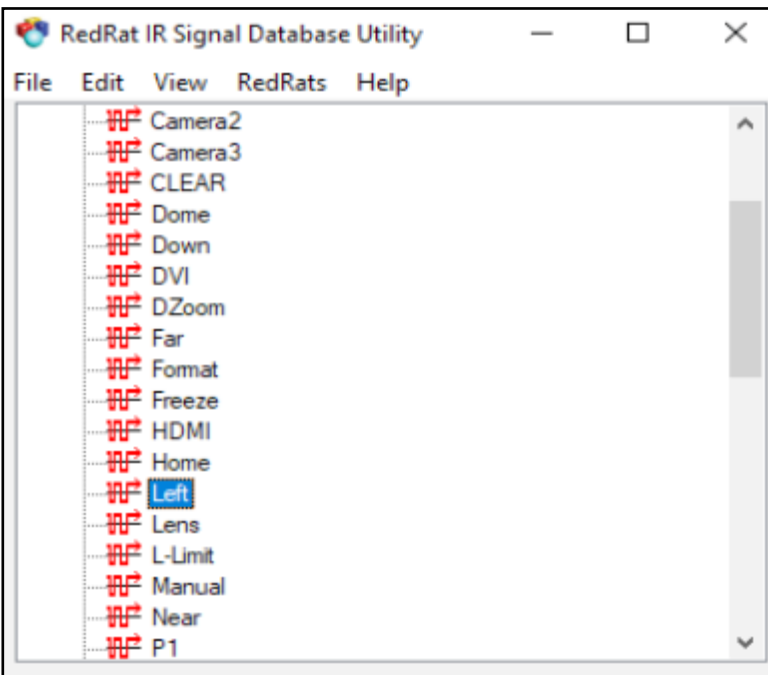 RedRat IR Signal Database Utility
File Edit View RedRats Help
Camera2
Camera3
CLEAR
Dome
Down
DVI
DZoom
Far
Format
Freeze
HDMI
Home
Left
Lens
L-Limit
Manual
Near
P1